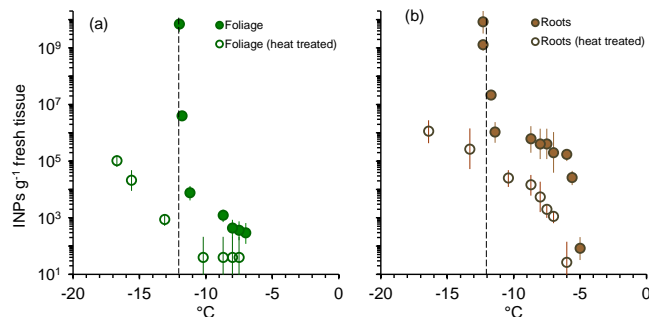 (a)
Foliage
Foliage (heat treated)
(b)
Roots
Roots (heat treated)
INPs g⁻¹ fresh tissue
10⁹
10⁷
10⁵
10³
10¹
-20
-15
-10
-5
0
°C
-20
-15
-10
-5
0
°C